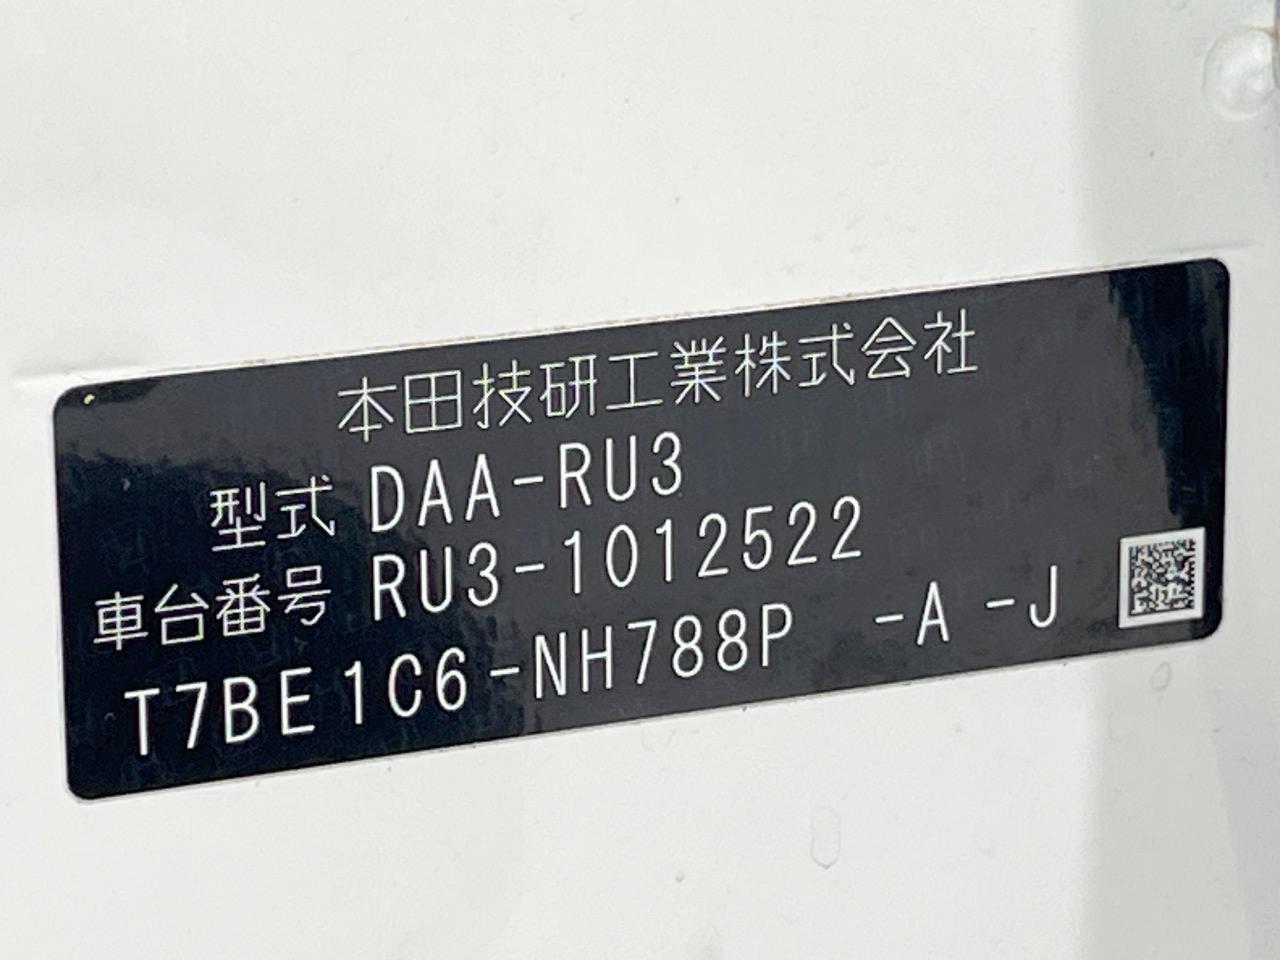 本田技研工業株式会社
型式 DAA-RU3
車台番号 RU3-1012522
T7BE1C6-NH788P -A -J